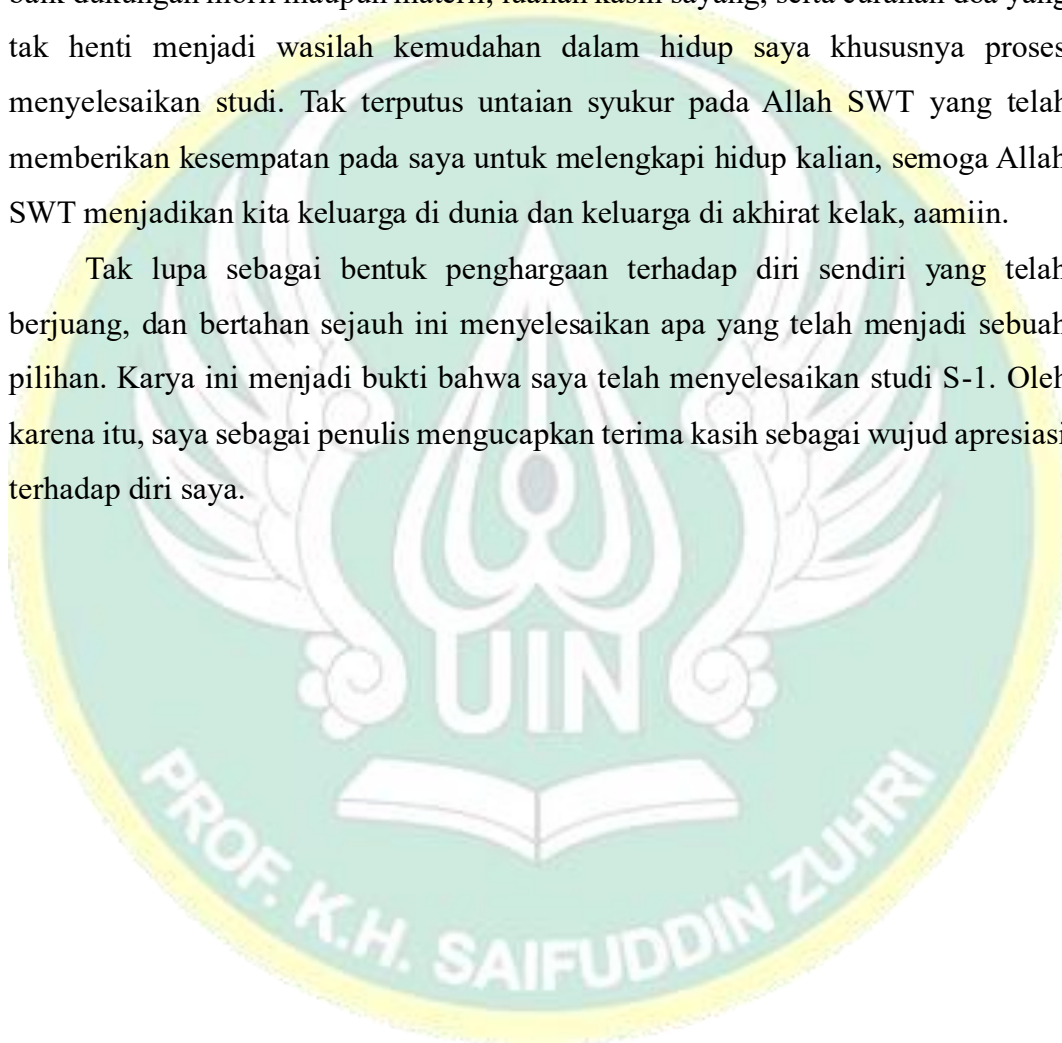 baik dukungan moril maupun materil, luahan kasih sayang, serta curahan doa yang
tak henti menjadi wasilah kemudahan dalam hidup saya khususnya proses
menyelesaikan studi. Tak terputus untaian syukur pada Allah SWT yang telah
memberikan kesempatan pada saya untuk melengkapi hidup kalian, semoga Allah
SWT menjadikan kita keluarga di dunia dan keluarga di akhirat kelak, aamiin.
Tak lupa sebagai bentuk penghargaan terhadap diri sendiri yang telah
berjuang, dan bertahan sejauh ini menyelesaikan apa yang telah menjadi sebuah
pilihan. Karya ini menjadi bukti bahwa saya telah menyelesaikan studi S-1. Oleh
karena itu, saya sebagai penulis mengucapkan terima kasih sebagai wujud apresiasi
terhadap diri saya.
UIN
PROF. K.H. SAIFUDDIN ZUHRI